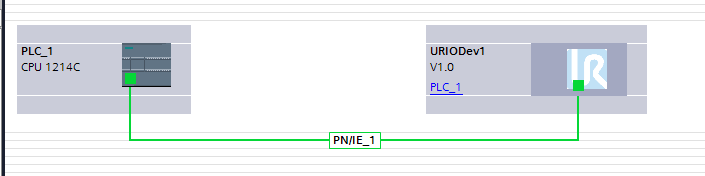 PLC_1
CPU 1214C
URIODev1
V1.0
PLC_1
PN/IE_1